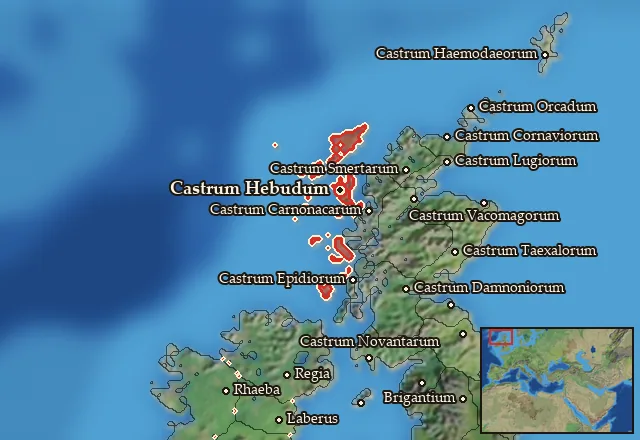 Castrum Haemodaeorum
Castrum Orcadum
Castrum Cornaviorum
Castrum Lugiorum
Castrum Smertarum
Castrum Hebudum
Castrum Carnonacarum
Castrum Vacomagorum
Castrum Taexalorum
Castrum Epidiorum
Castrum Damnoniorum
Castrum Novantarum
Regia
Rhaeba
Brigantium
Laberus